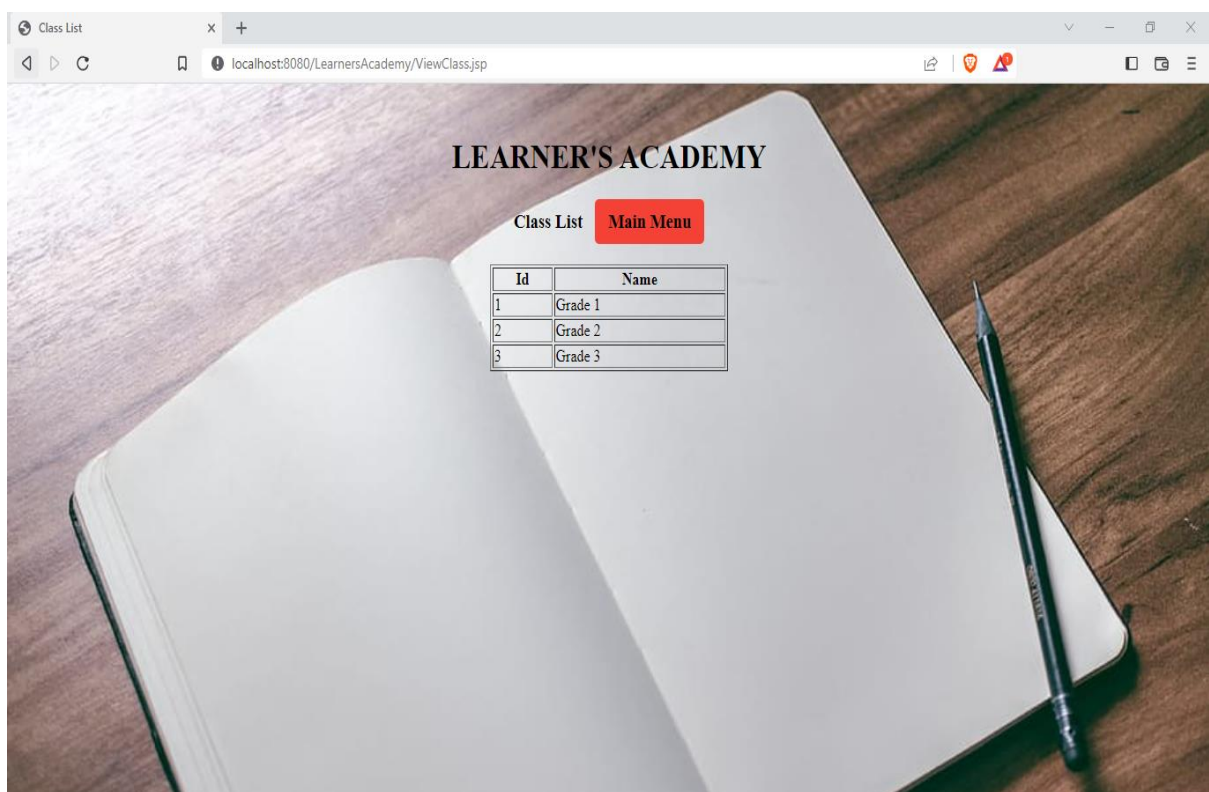 Class List
localhost:8080/LearnersAcademy/ViewClass.jsp
LEARNER'S ACADEMY
Class List Main Menu
Id Name
1 Grade 1
2 Grade 2
3 Grade 3